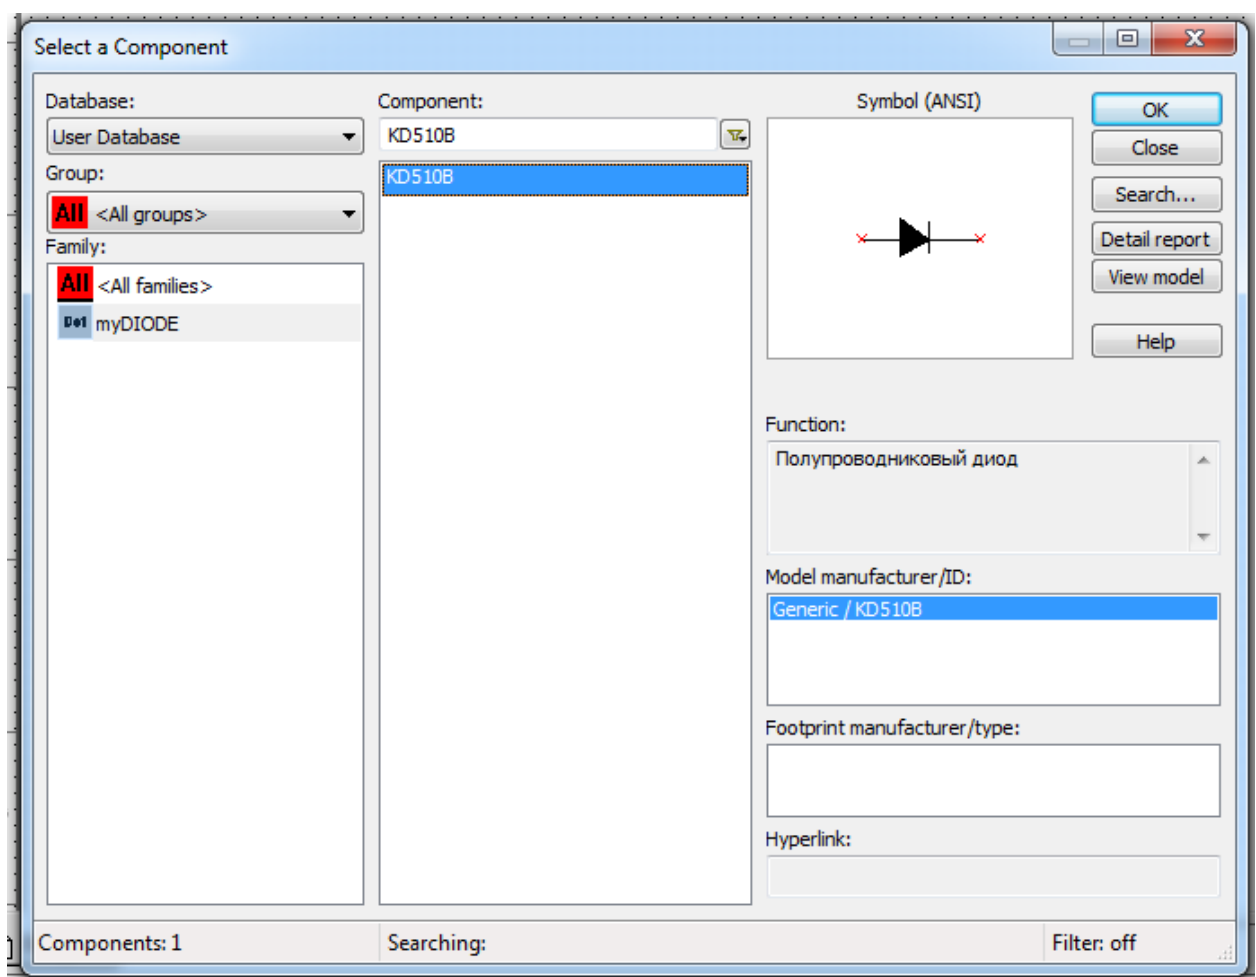 Select a Component
Database:
User Database
Group:
All <All groups>
Family:
All <All families>
myDIODE
Component:
KD510B
KD510B
Symbol (ANSI)
OK
Close
Search...
Detail report
View model
Help
Function:
Полупроводниковый диод
Model manufacturer/ID:
Generic / KD510B
Footprint manufacturer/type:
Hyperlink:
Components: 1
Searching:
Filter: off